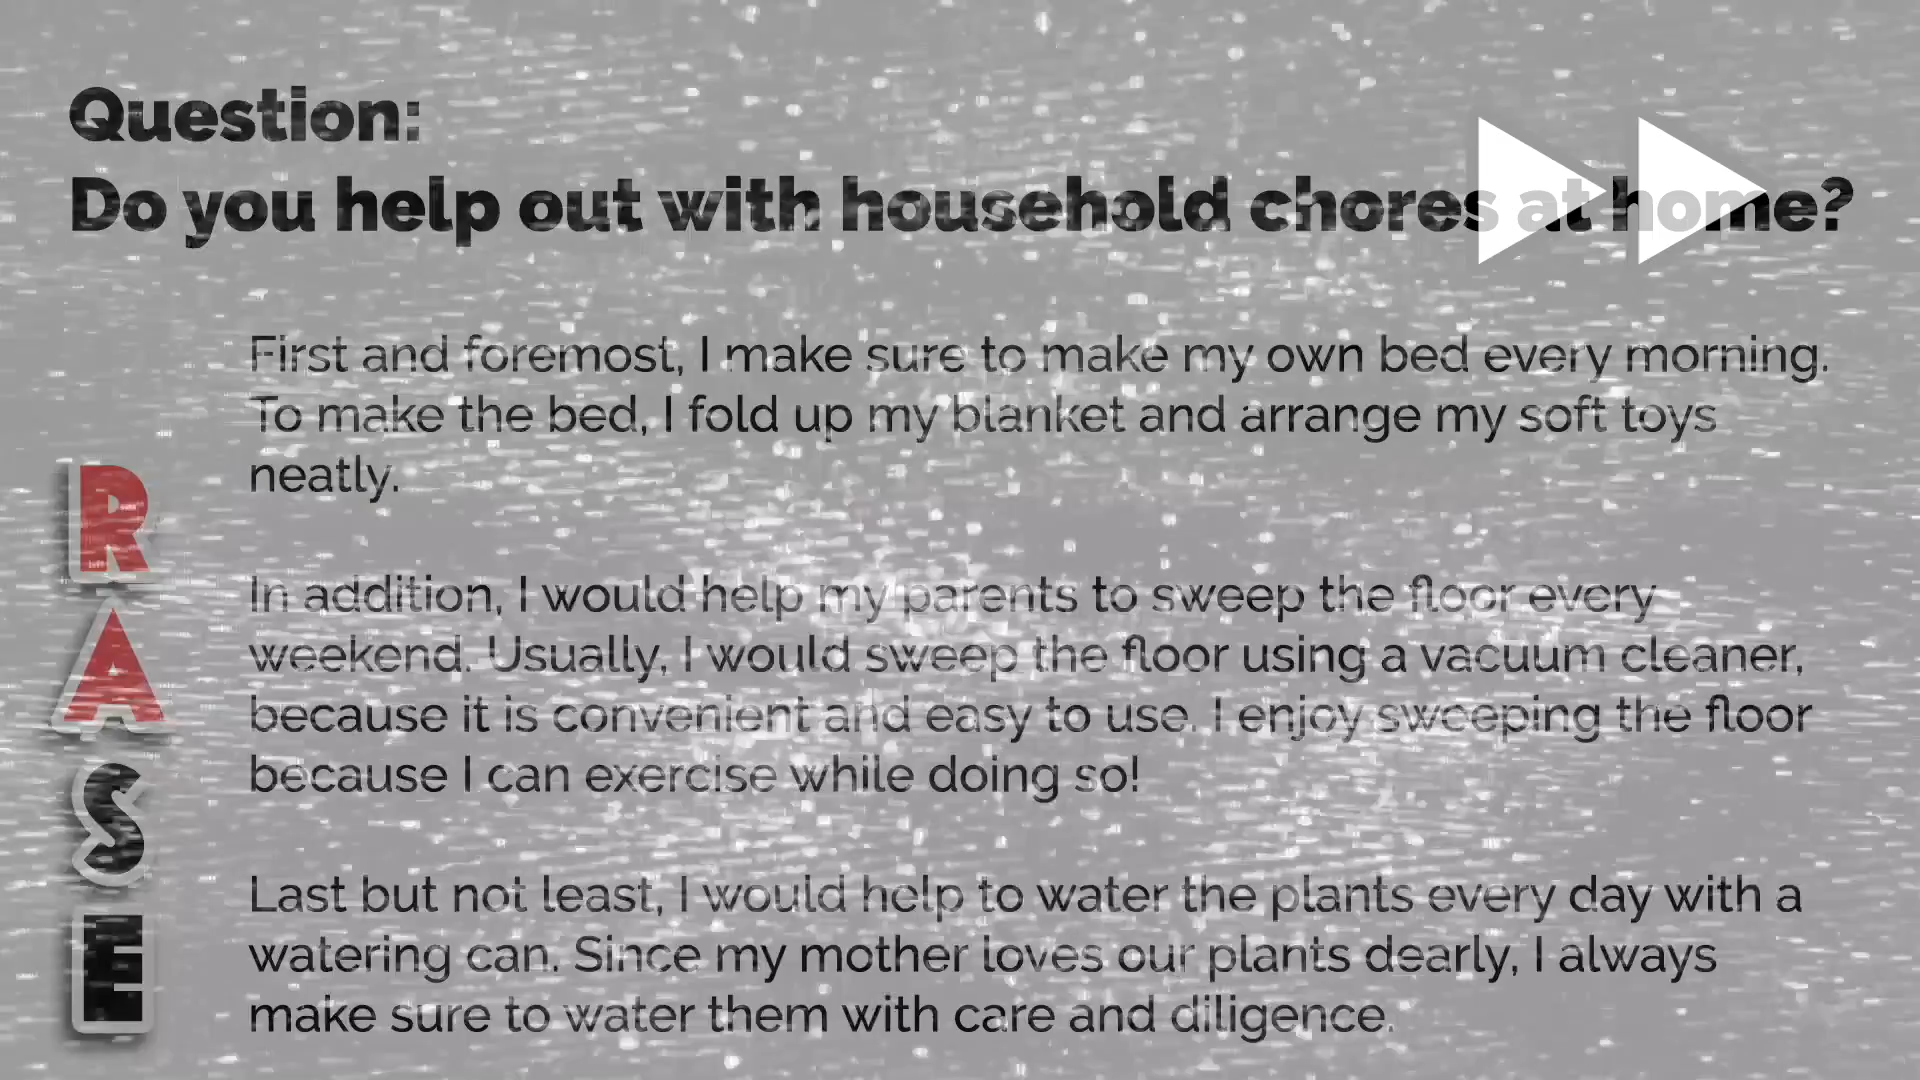 Question:
Do you help out with household chores at home?
First and foremost, I make sure to make my own bed every morning.
To make the bed, I fold up my blanket and arrange my soft toys
neatly.
In addition, I would help my parents to sweep the floor every
weekend. Usually, I would sweep the floor using a vacuum cleaner,
because it is convenient and easy to use. I enjoy sweeping the floor
because I can exercise while doing so!
Last but not least, I would help to water the plants every day with a
watering can. Since my mother loves our plants dearly, I always
make sure to water them with care and diligence.
R
A
S
E